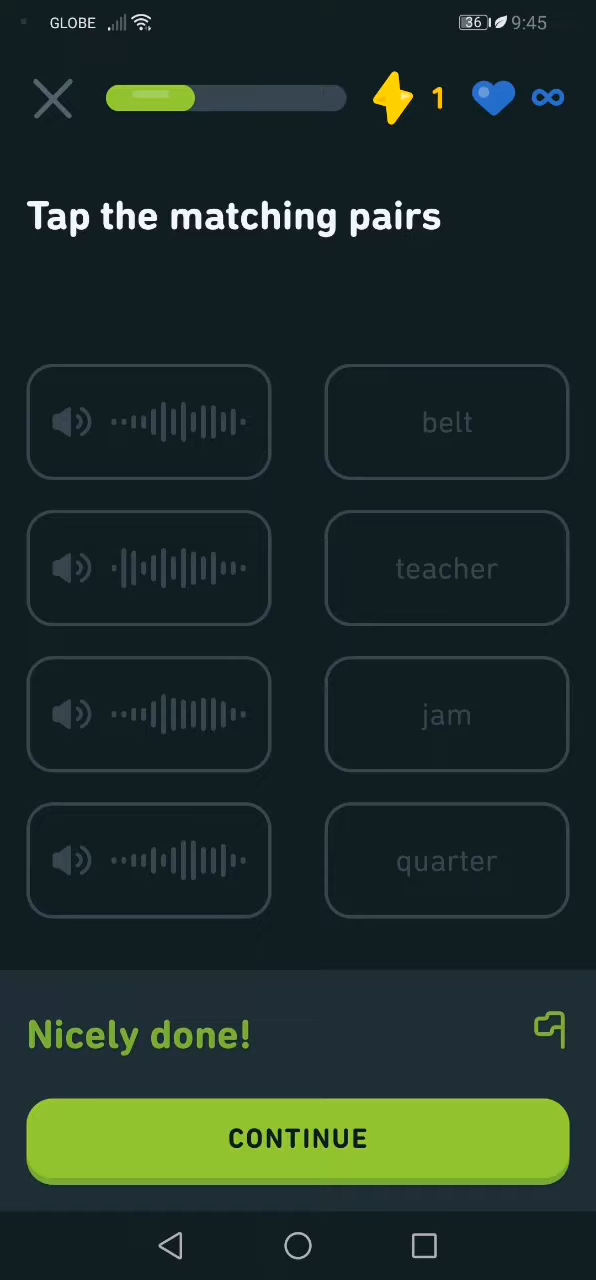 GLOBE 36 9:45
1 ∞
Tap the matching pairs
belt
teacher
jam
quarter
Nicely done!
CONTINUE